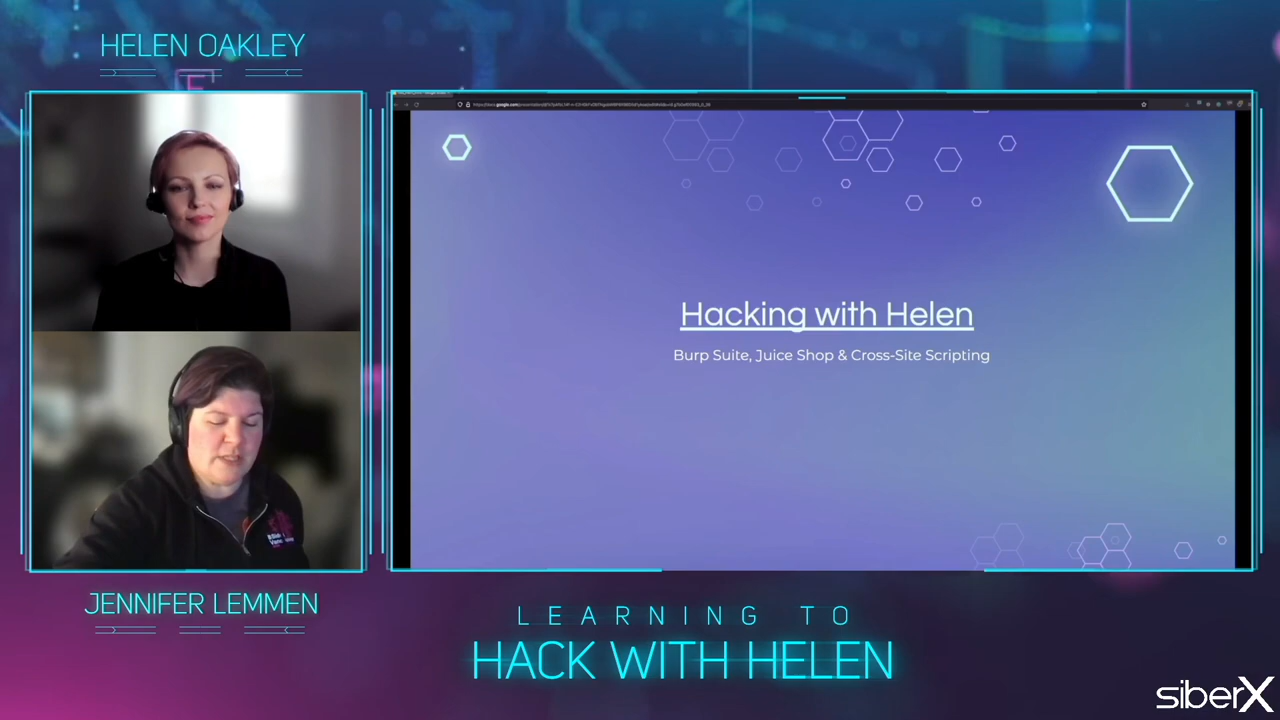 HELEN OAKLEY
Hacking with Helen
Burp Suite, Juice Shop & Cross-Site Scripting
JENNIFER LEMMEN
LEARNING TO
HACK WITH HELEN
siberX